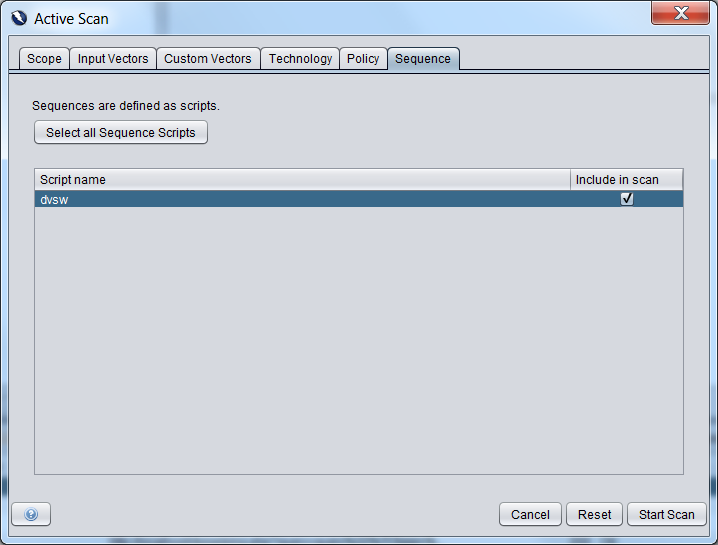 Active Scan
Scope Input Vectors Custom Vectors Technology Policy Sequence
Sequences are defined as scripts.
Select all Sequence Scripts
Script name Include in scan
dvsw
? Cancel Reset Start Scan